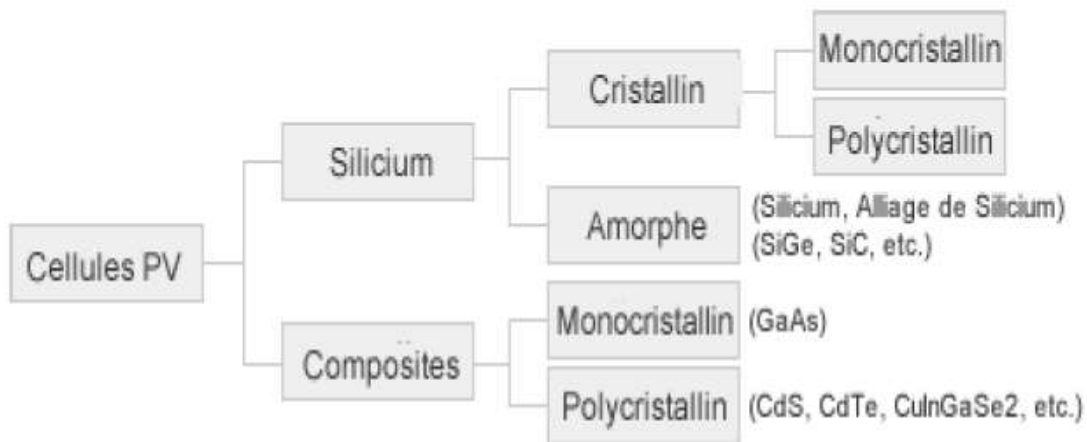 Monocristallin
Cristallin
Polycristallin
Silicium
Amorphe
(Silicium, Alliage de Silicium)
(SiGe, SiC, etc.)
Cellules PV
Monocristallin
(GaAs)
Composites
Polycristallin
(CdS, CdTe, CuInGaSe2, etc.)